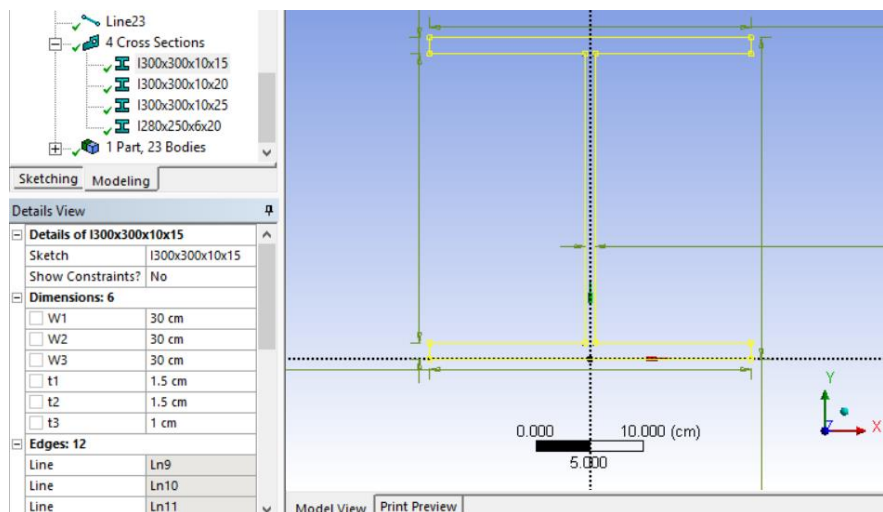 Line23
4 Cross Sections
I300x300x10x15
I300x300x10x20
I300x300x10x25
I280x250x6x20
1 Part, 23 Bodies
Sketching Modeling
Details View
Details of I300x300x10x15
Sketch I300x300x10x15
Show Constraints? No
Dimensions: 6
W1 30 cm
W2 30 cm
W3 30 cm
t1 1.5 cm
t2 1.5 cm
t3 1 cm
Edges: 12
Line Ln9
Line Ln10
Line Ln11
0.000 10.000 (cm)
5.000
Y
Z X
Model View Print Preview